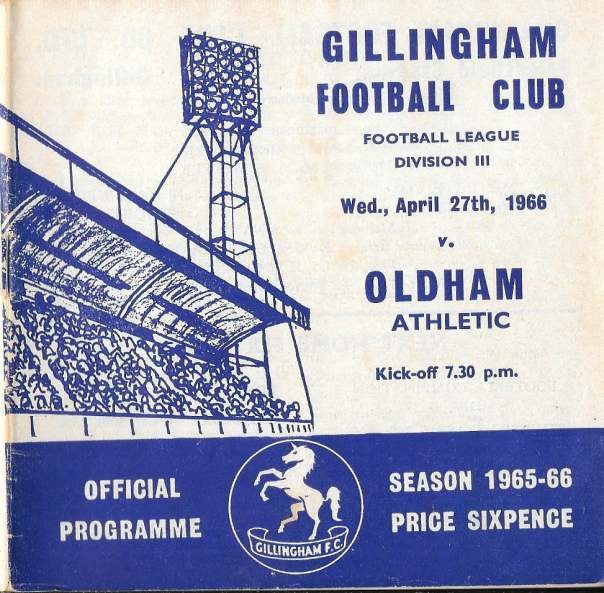 GILLINGHAM
FOOTBALL CLUB
FOOTBALL LEAGUE
DIVISION III
Wed., April 27th, 1966
v.
OLDHAM
ATHLETIC
Kick-off 7.30 p.m.
OFFICIAL
PROGRAMME
GILLINGHAM F.C.
SEASON 1965-66
PRICE SIXPENCE